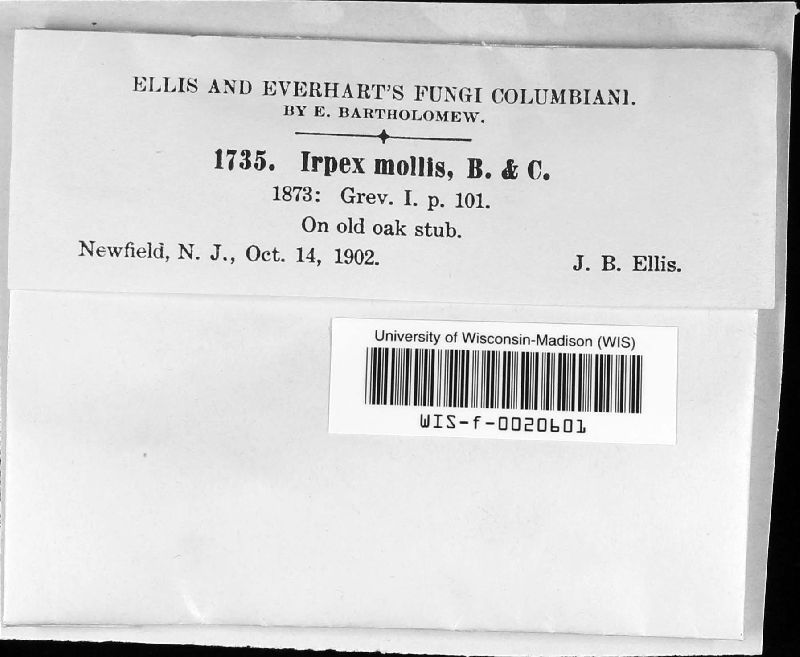 ELLIS AND EVERHART'S FUNGI COLUMBIANI.
BY E. BARTHOLOMEW.
1735. Irpex mollis, B. & C.
1873: Grev. I. p. 101.
On old oak stub.
Newfield, N. J., Oct. 14, 1902. J. B. Ellis.
University of Wisconsin-Madison (WIS)
WIS-f-0020601